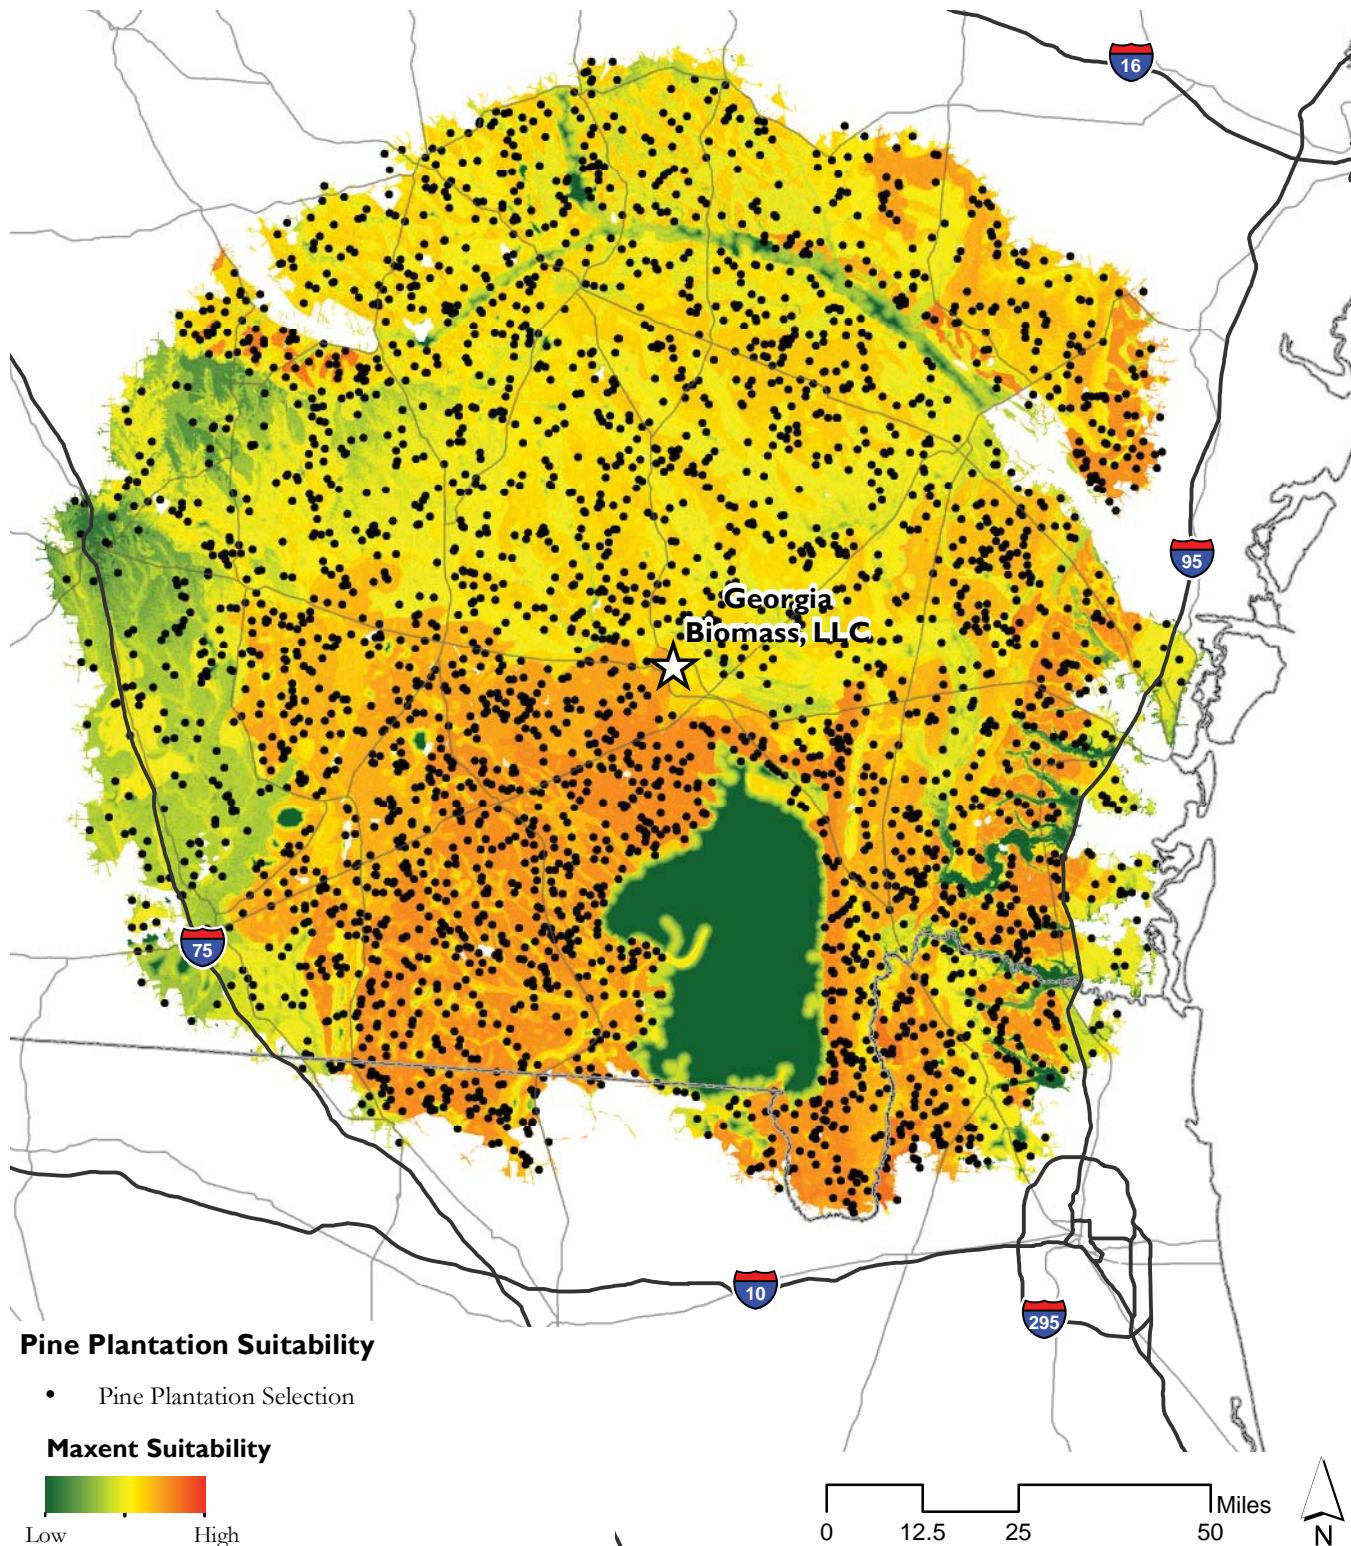 16
95
Georgia
Biomass, LLC
75
10
295
Pine Plantation Suitability
Pine Plantation Selection
Maxent Suitability
Low High
Miles
0 12.5 25 50
N